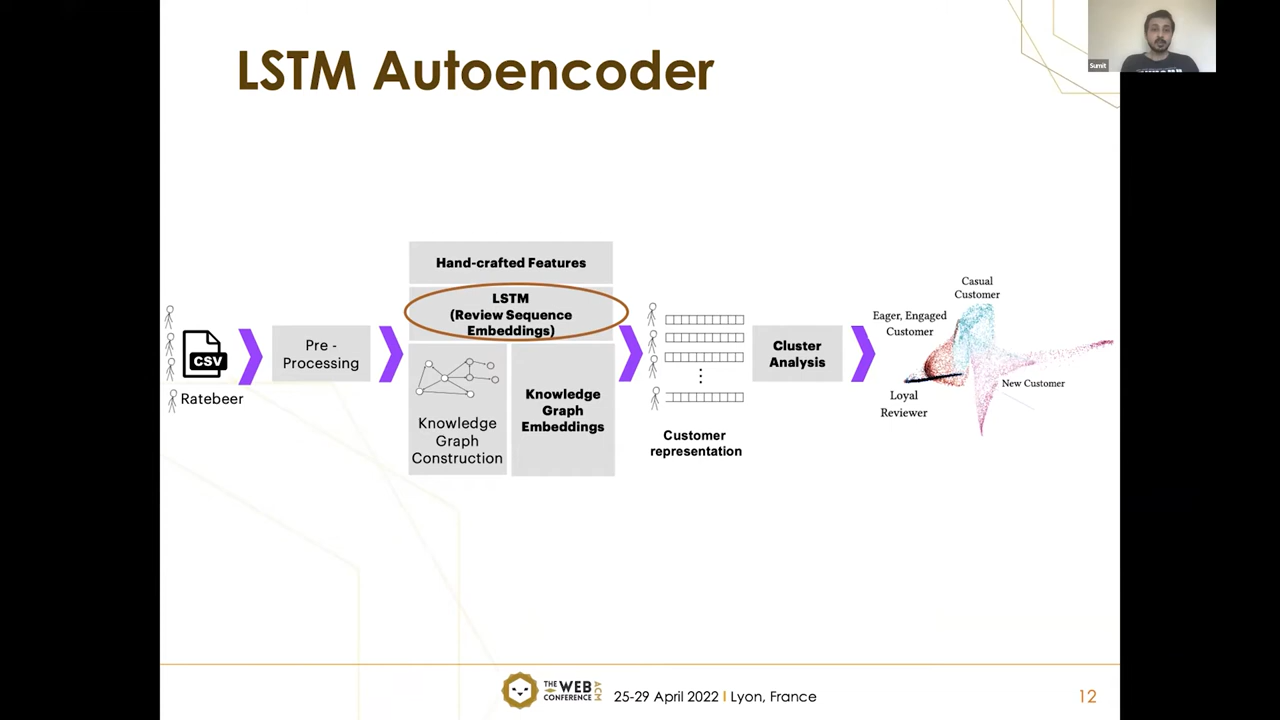 LSTM Autoencoder
Sumit
Hand-crafted Features
LSTM
(Review Sequence
Embeddings)
CSV
Ratebeer
Pre -
Processing
Knowledge
Graph
Construction
Knowledge
Graph
Embeddings
Customer
representation
Cluster
Analysis
Casual
Customer
Eager, Engaged
Customer
New Customer
Loyal
Reviewer
THE WEB
CONFERENCE
ACM
25-29 April 2022 I Lyon, France
12